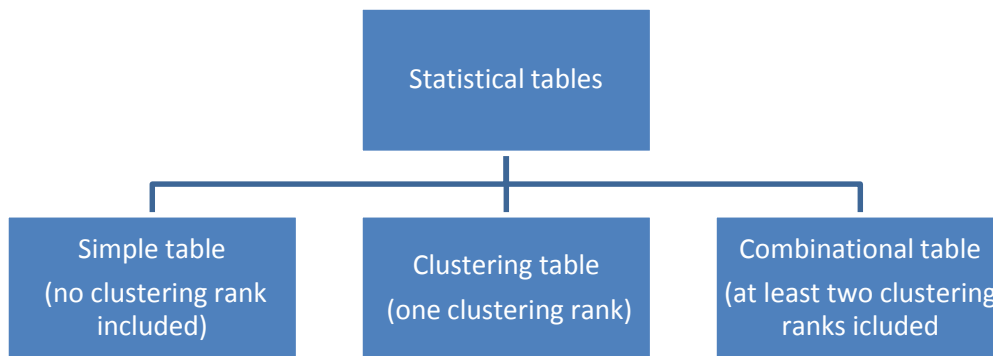 Statistical tables
Simple table
(no clustering rank
included)
Clustering table
(one clustering rank)
Combinational table
(at least two clustering
ranks icluded